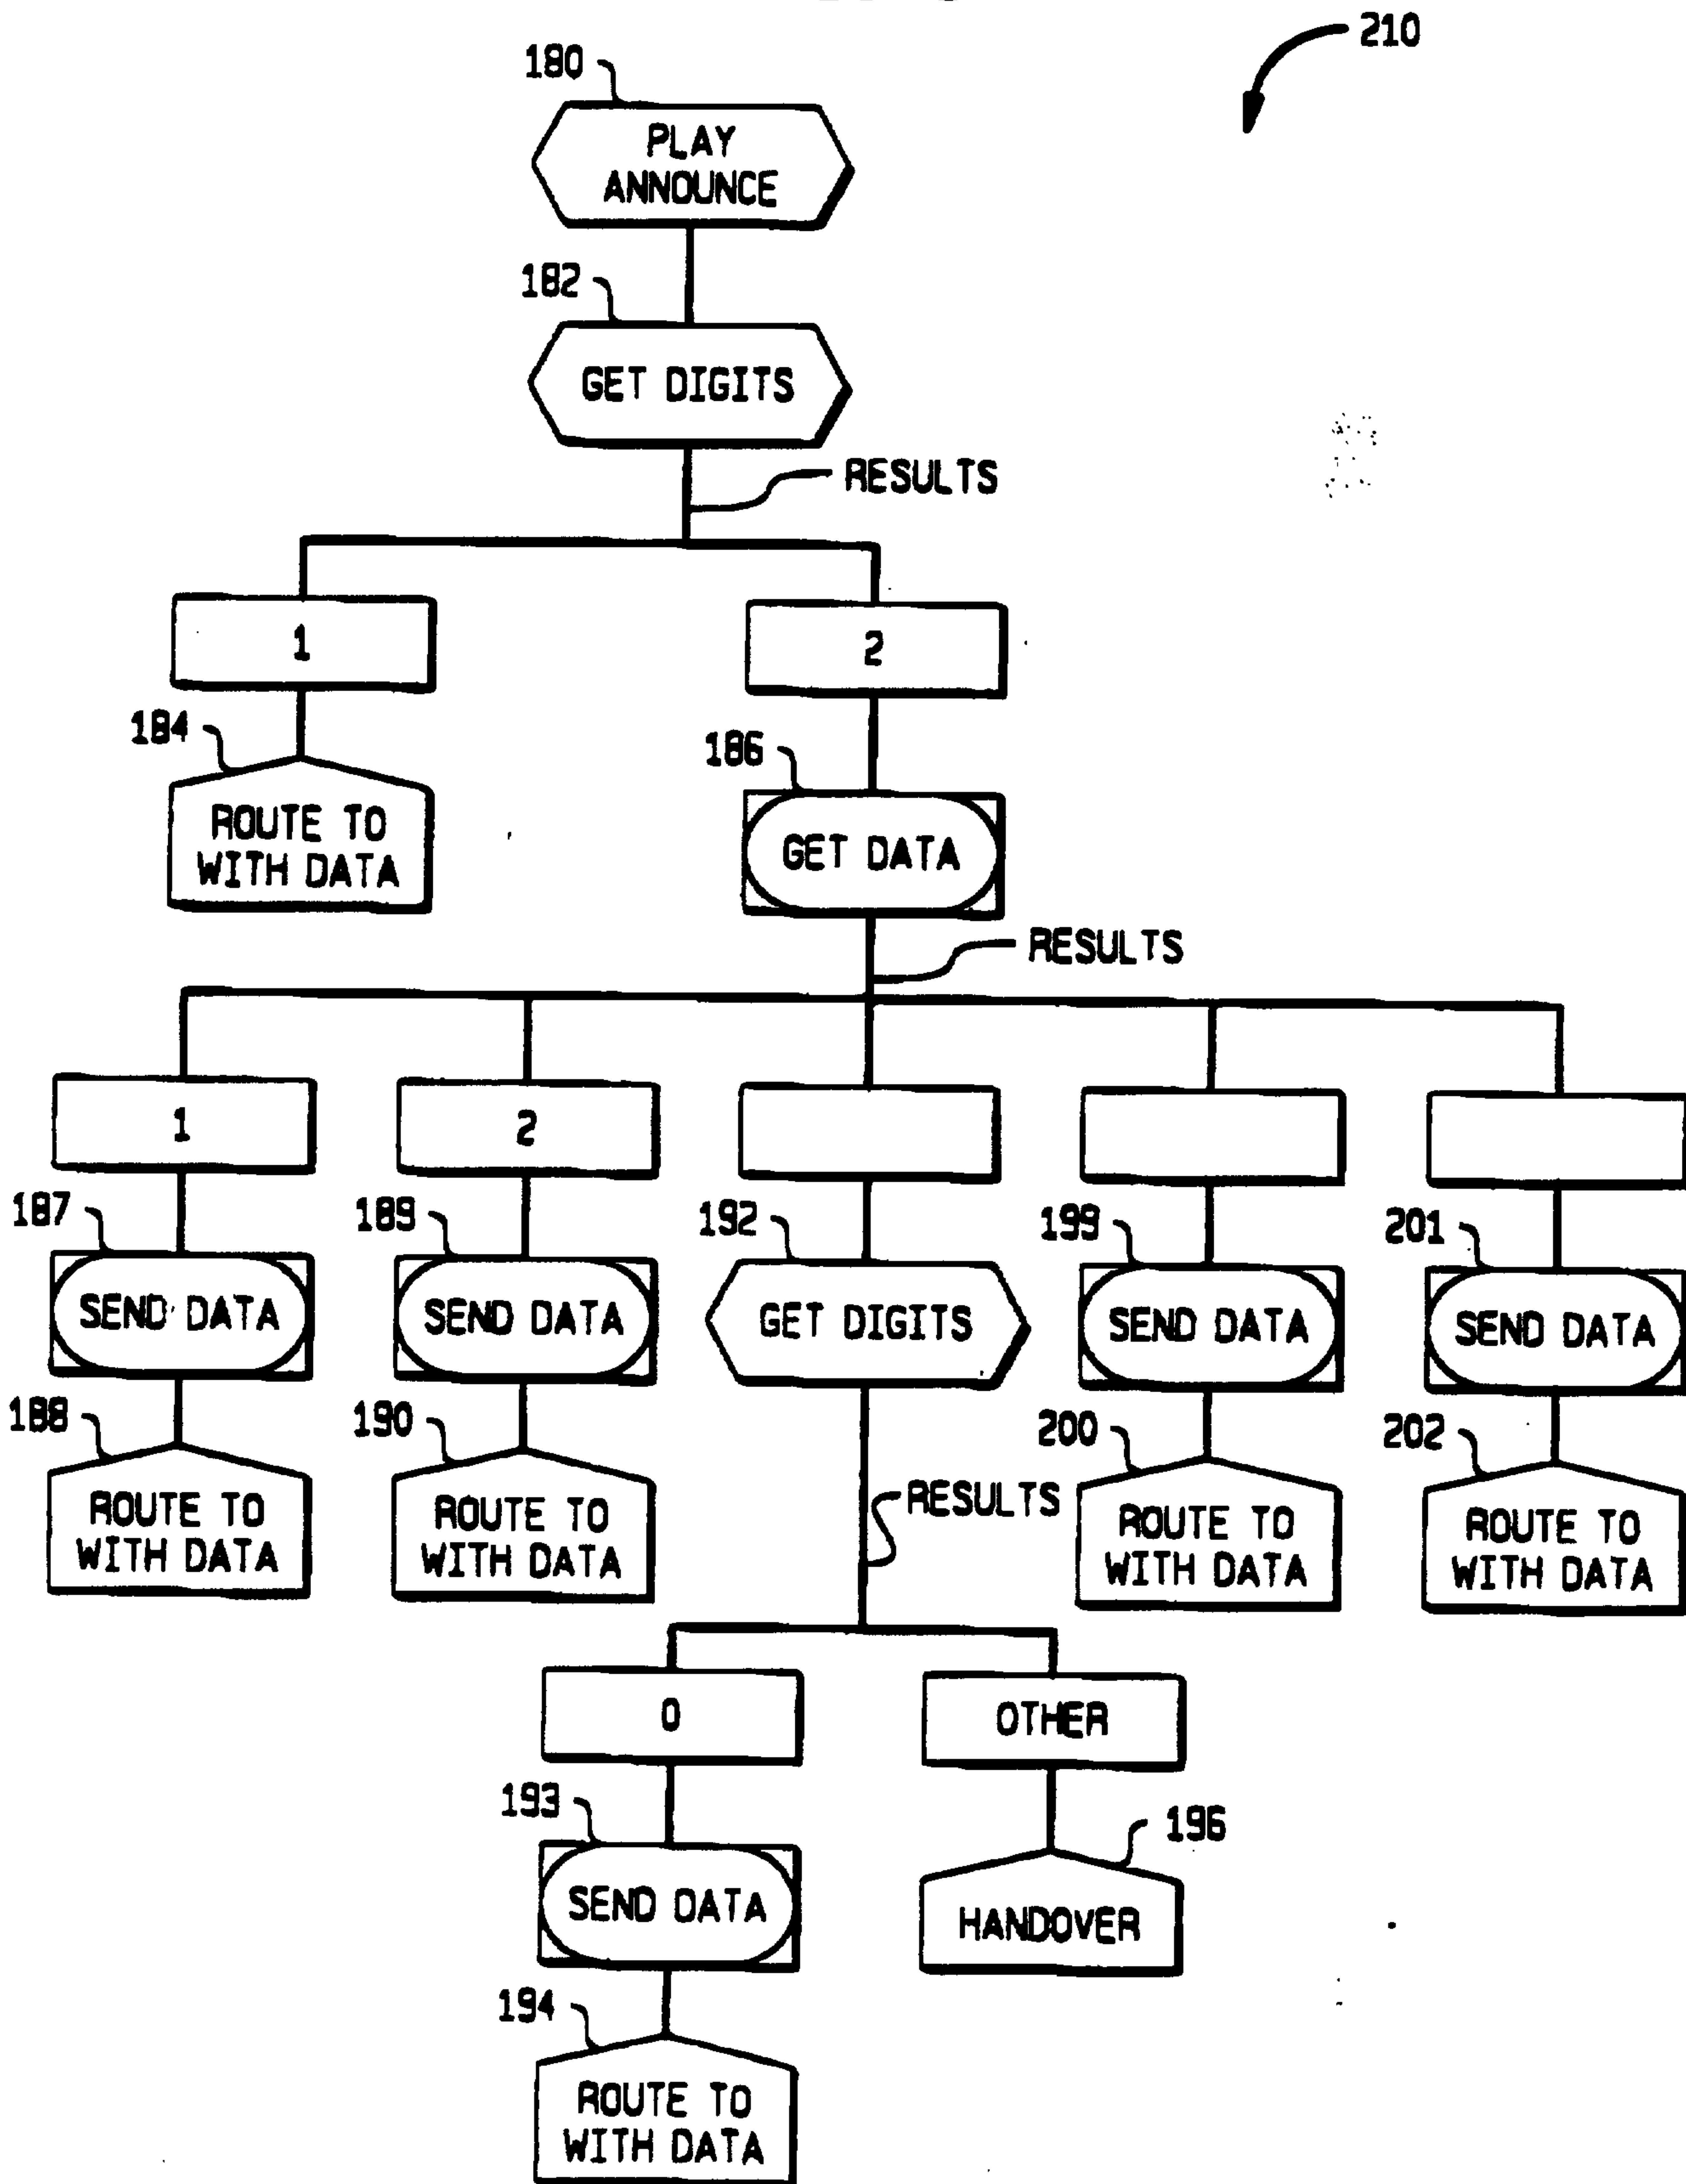 210
180
PLAY
ANNOUNCE
182
GET DIGITS
RESULTS
1
2
184
ROUTE TO
WITH DATA
186
GET DATA
RESULTS
1
2
187
SEND DATA
189
SEND DATA
192
GET DIGITS
199
SEND DATA
201
SEND DATA
188
ROUTE TO
WITH DATA
190
ROUTE TO
WITH DATA
RESULTS
200
ROUTE TO
WITH DATA
202
ROUTE TO
WITH DATA
0
OTHER
193
SEND DATA
196
HANDOVER
194
ROUTE TO
WITH DATA